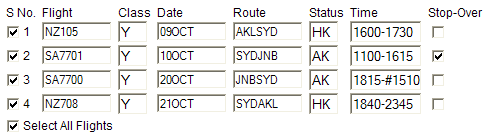 S No. Flight Class Date Route Status Time Stop-Over
1 NZ105 Y 09OCT AKLSYD HK 1600-1730
2 SA7701 Y 10OCT SYDJNB AK 1100-1615
3 SA7700 Y 20OCT JNBSYD AK 1815-#1510
4 NZ708 Y 21OCT SYDAKL HK 1840-2345
Select All Flights